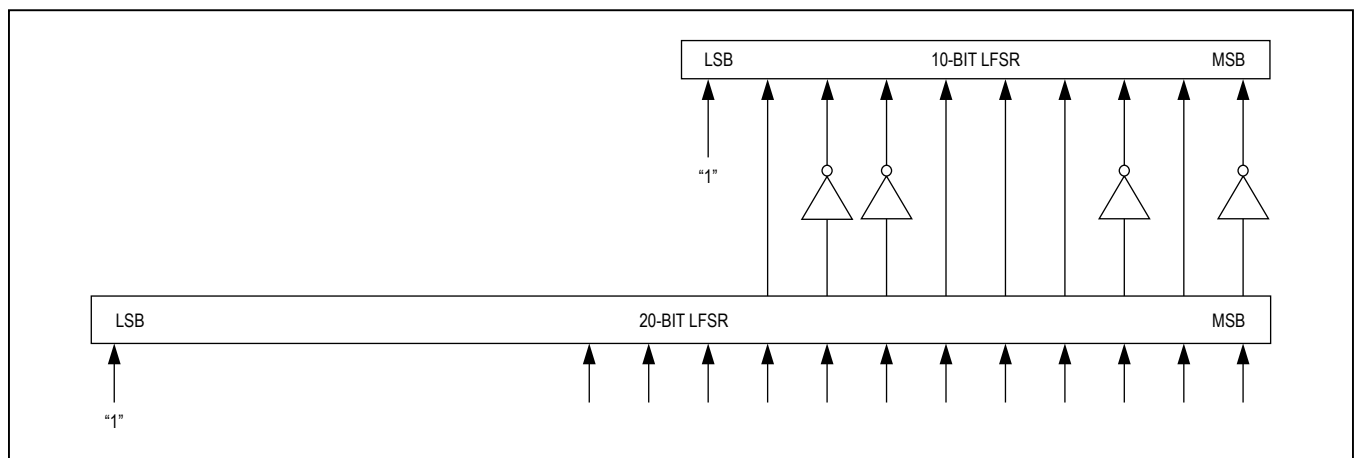 LSB 10-BIT LFSR MSB
“1”
LSB 20-BIT LFSR MSB
“1”